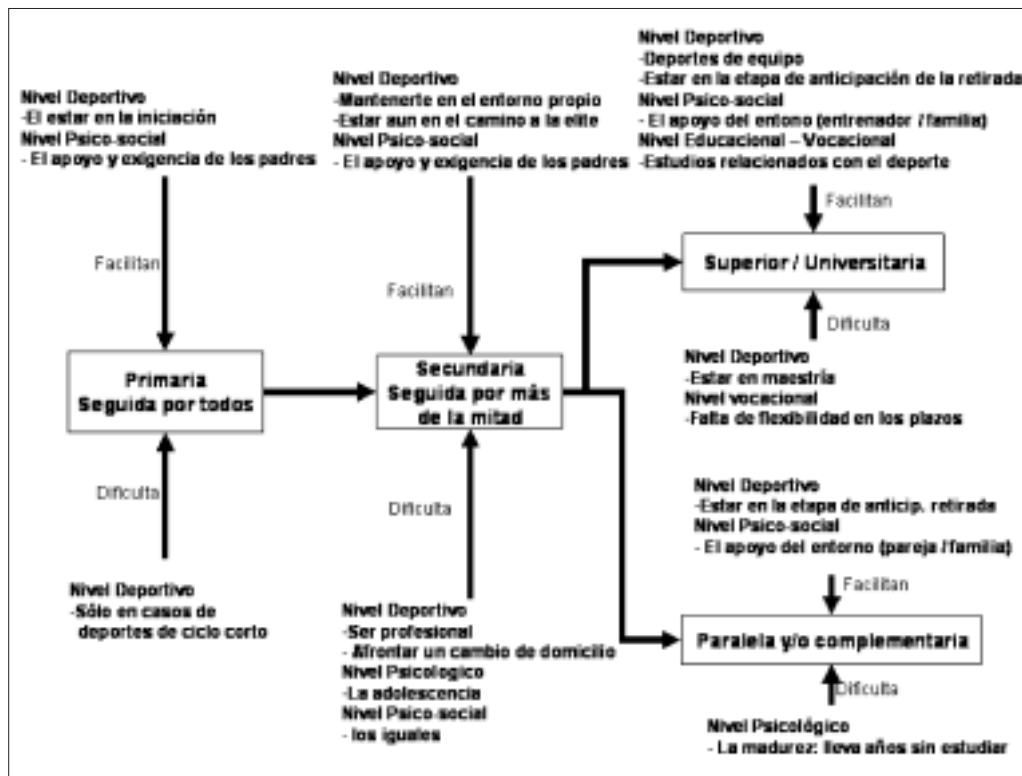 Nivel Deportivo
-El estar en la iniciación
Nivel Psico-social
- El apoyo y exigencia de los padres
Facilitan
Primaria
Seguida por todos
Dificulta
Nivel Deportivo
-Sólo en casos de
deportes de ciclo corto
Nivel Deportivo
-Mantenerte en el entorno propio
-Estar aun en el camino a la elite
Nivel Psico-social
- El apoyo y exigencia de los padres
Facilitan
Secundaria
Seguida por más
de la mitad
Dificulta
Nivel Deportivo
-Ser profesional
- Afrontar un cambio de domicilio
Nivel Psicologico
-La adolescencia
Nivel Psico-social
- los iguales
Nivel Deportivo
-Deportes de equipo
-Estar en la etapa de anticipación de la retirada
Nivel Psico-social
- El apoyo del entono (entrenador / familia)
Nivel Educacional – Vocacional
-Estudios relacionados con el deporte
Facilitan
Superior / Universitaria
Dificulta
Nivel Deportivo
-Estar en maestría
Nivel vocacional
-Falta de flexibilidad en los plazos
Nivel Deportivo
-Estar en la etapa de anticip. retirada
Nivel Psico-social
- El apoyo del entorno (pareja /familia)
Facilitan
Paralela y/o complementaria
Dificulta
Nivel Psicológico
- La madurez: lleva años sin estudiar